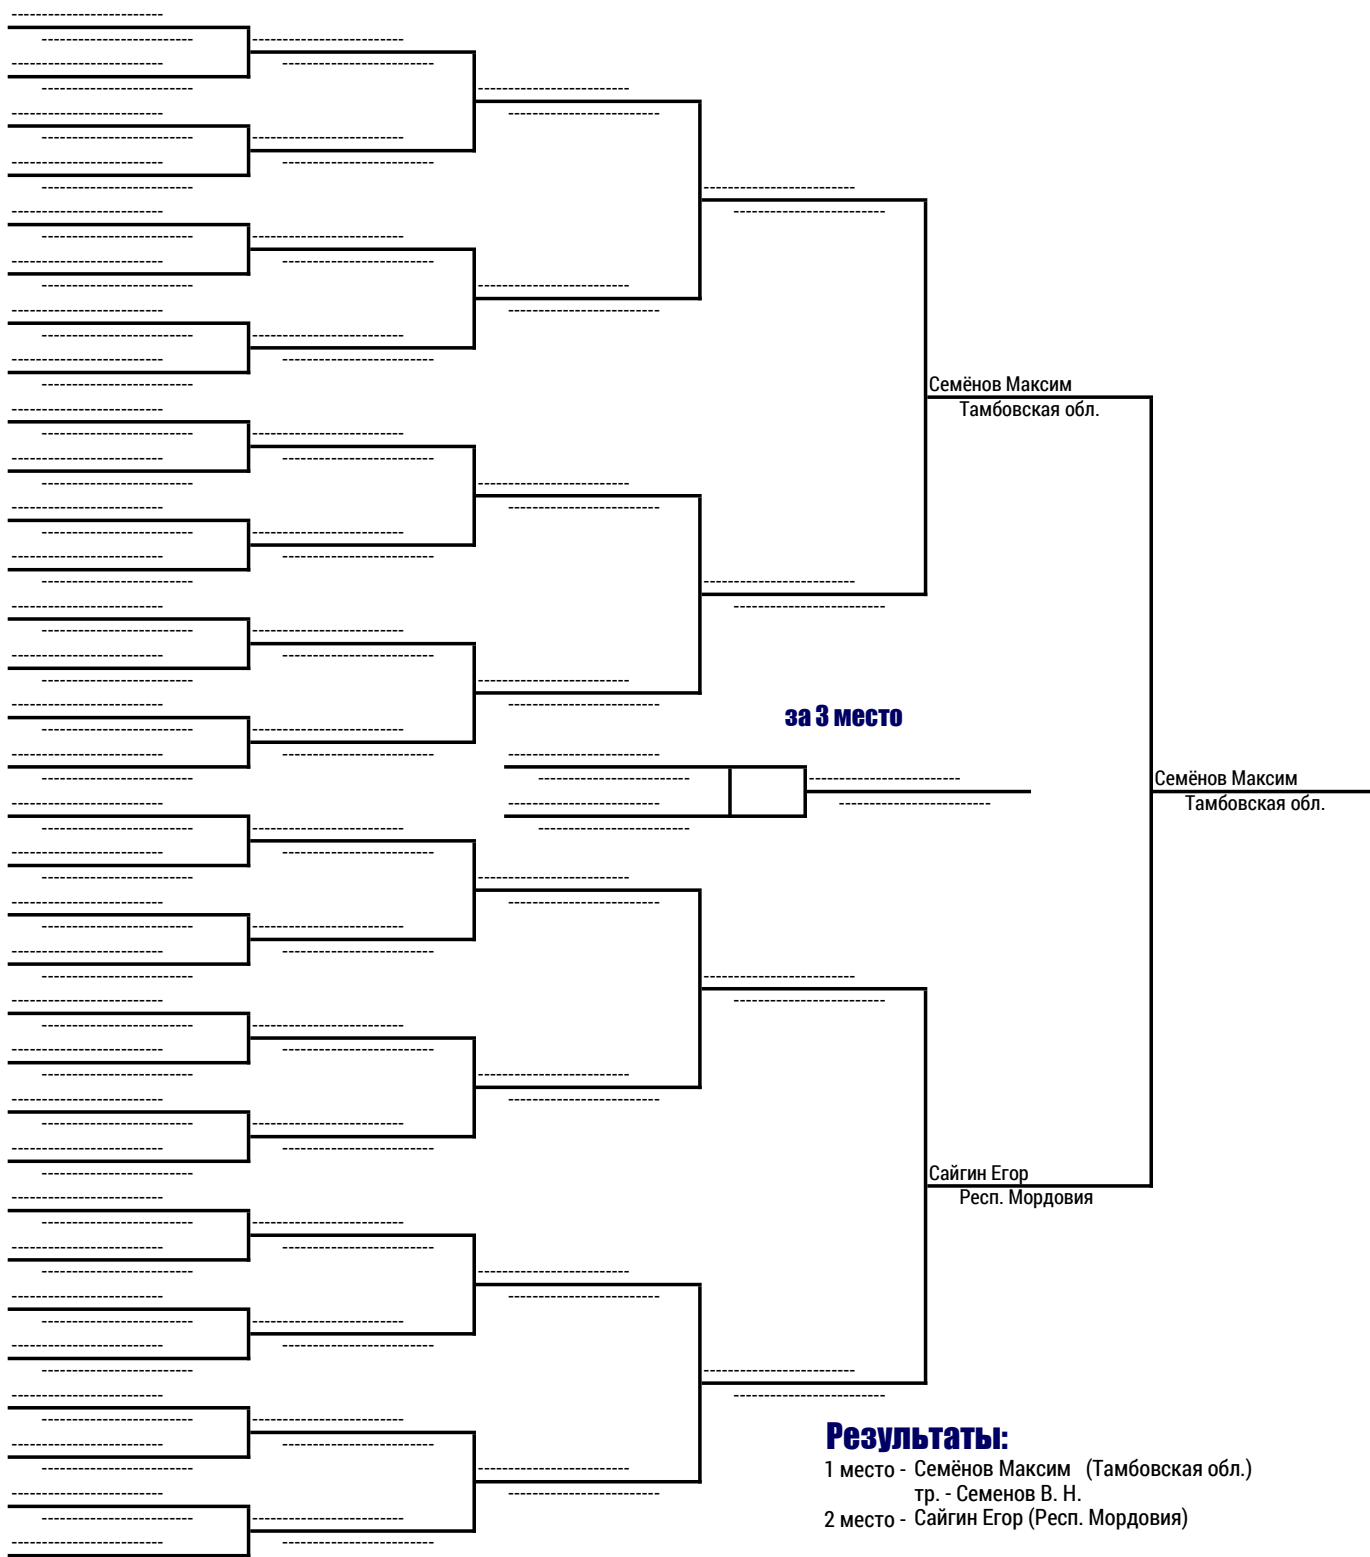 Семёнов Максим
Тамбовская обл.
за 3 место
Семёнов Максим
Тамбовская обл.
Сайгин Егор
Респ. Мордовия
Результаты:
1 место - Семёнов Максим (Тамбовская обл.)
тр. - Семенов В. Н.
2 место - Сайгин Егор (Респ. Мордовия)